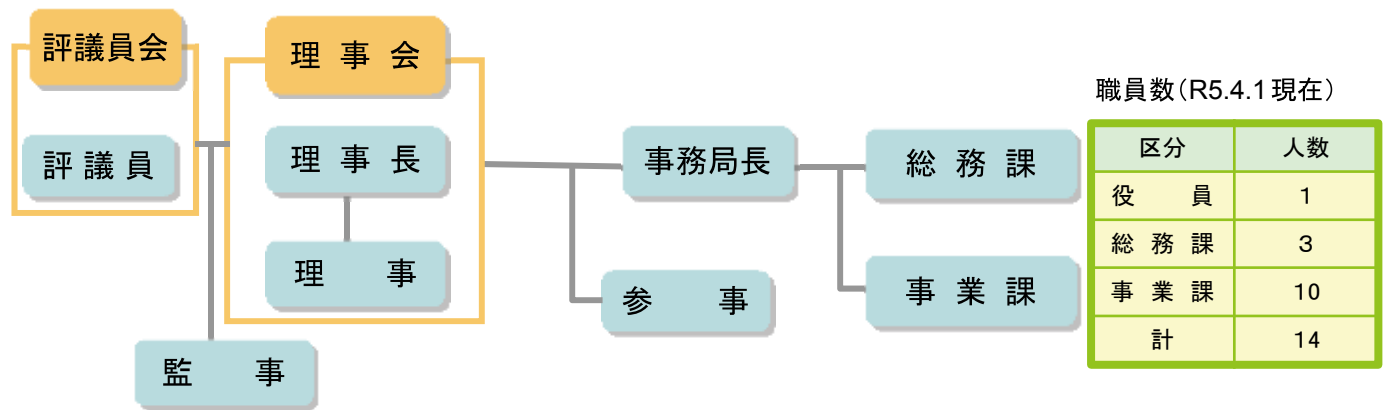 評議員会
評議員
監　　事
理 事 会
理 事 長
理　　事
事務局長
参　　事
総 務 課
事 業 課
職員数（R5.4.1現在）
区分 人数
役　　員 1
総 務 課 3
事 業 課 10
計 14